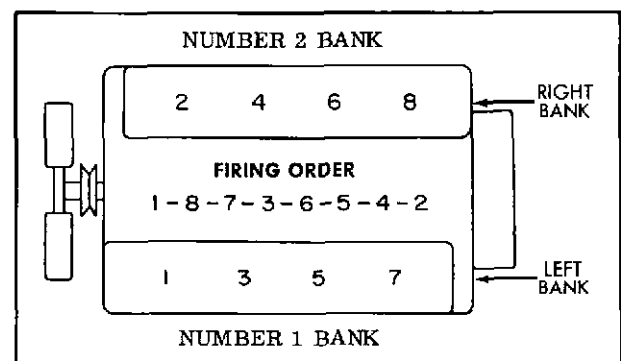 NUMBER 2 BANK
2 4 6 8
RIGHT
BANK
FIRING ORDER
1-8-7-3-6-5-4-2
1 3 5 7
LEFT
BANK
NUMBER 1 BANK